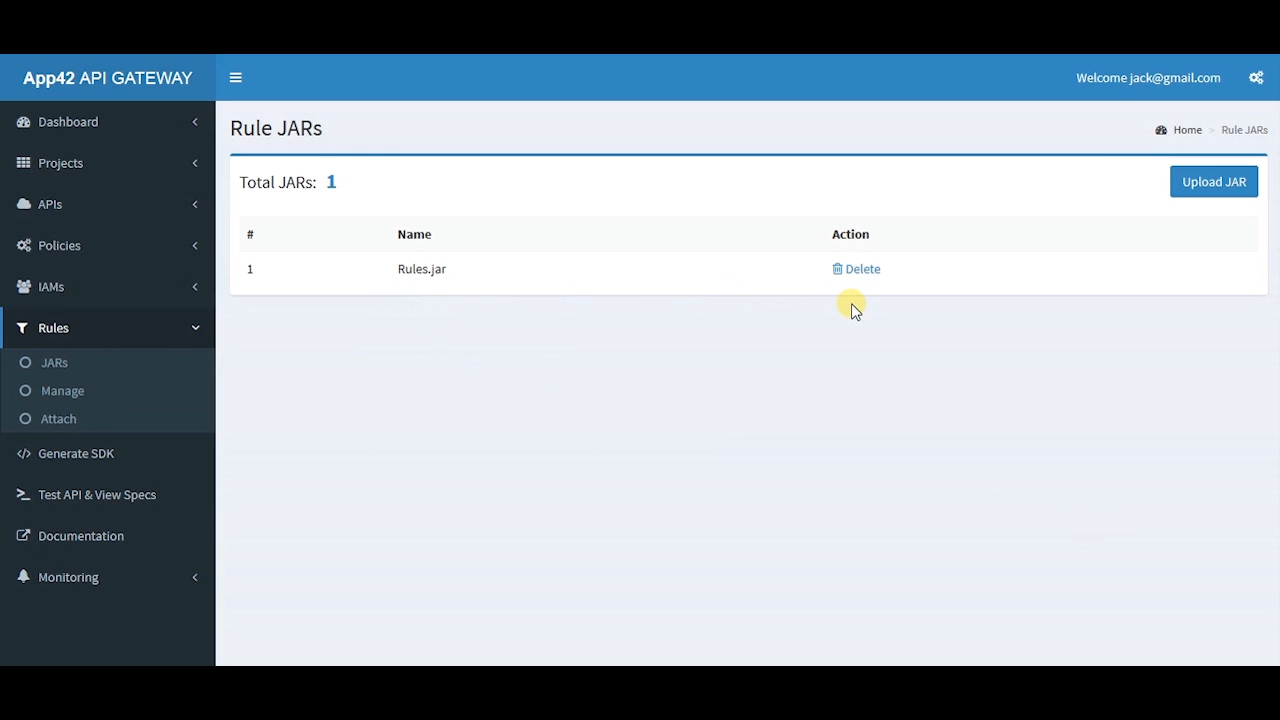 App42 API GATEWAY
Welcome jack@gmail.com
Dashboard
Projects
APIs
Policies
IAMs
Rules
JARs
Manage
Attach
Generate SDK
Test API & View Specs
Documentation
Monitoring
Rule JARs
Home > Rule JARs
Total JARs: 1
Upload JAR
# Name Action
1 Rules.jar Delete